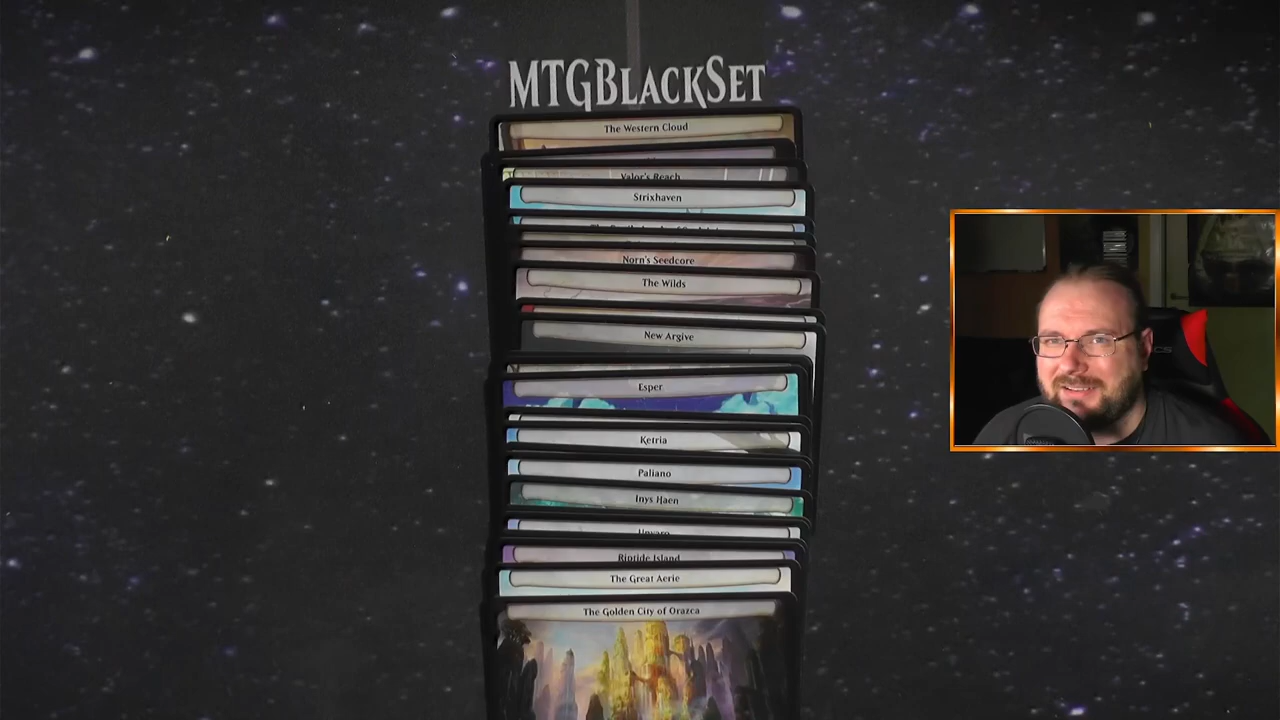 MTGBLACKSET
The Western Cloud
Valor's Reach
Strixhaven
Norn's Seedcore
The Wilds
New Argive
Esper
Ketria
Paliano
Inys Haen
Riptide Island
The Great Aerie
The Golden City of Orazca